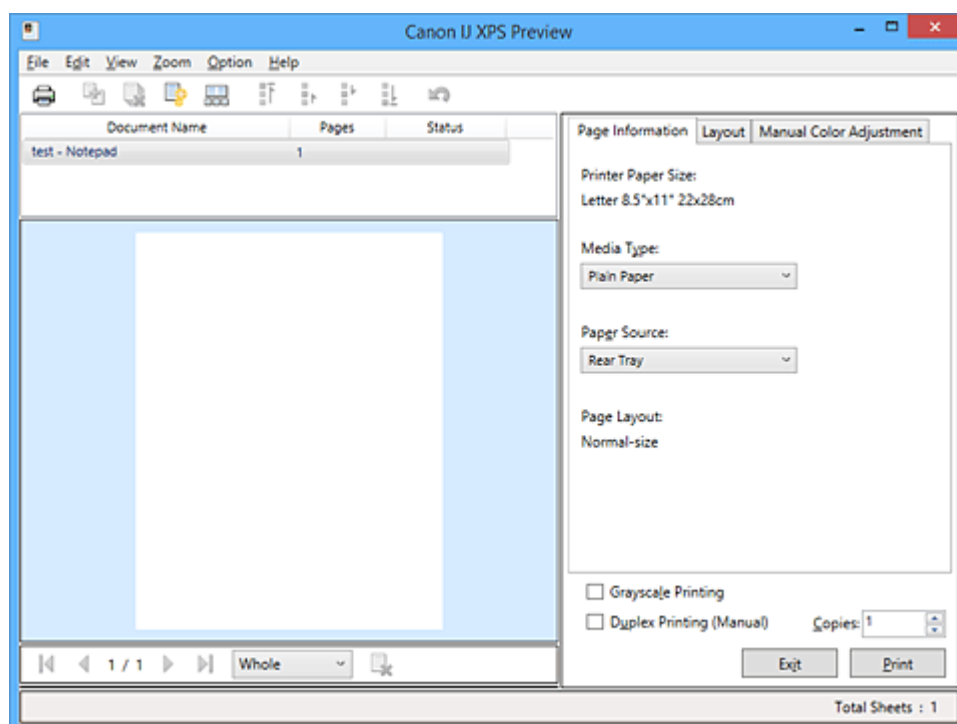 Canon IJ XPS Preview
File Edit View Zoom Option Help
Document Name Pages Status
test - Notepad 1
Page Information Layout Manual Color Adjustment
Printer Paper Size:
Letter 8.5"x11" 22x28cm
Media Type:
Plain Paper
Paper Source:
Rear Tray
Page Layout:
Normal-size
Grayscale Printing
Duplex Printing (Manual) Copies: 1
1 / 1 Whole
Exit Print
Total Sheets : 1